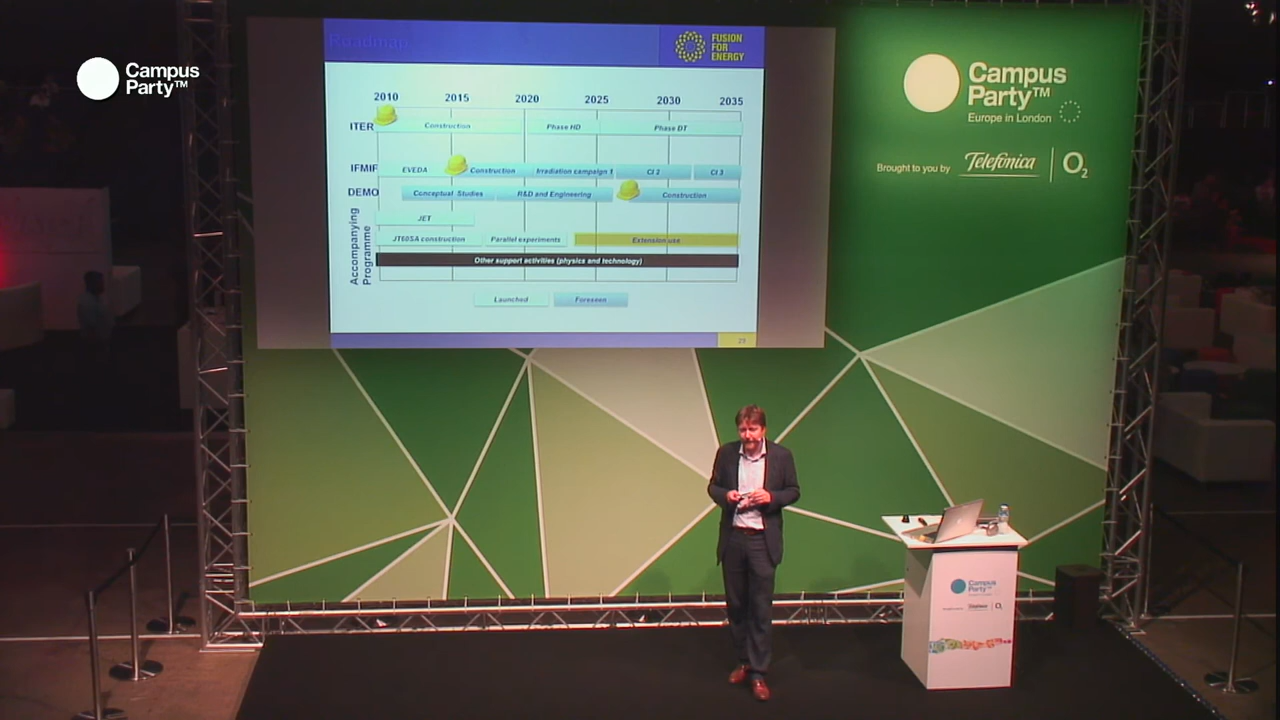 Campus
Party™
Roadmap
FUSION
FOR
ENERGY
2010 2015 2020 2025 2030 2035
ITER Construction Phase HD Phase DT
IFMIF EVEDA Construction Irradiation campaign 1 CI 2 CI 3
DEMO Conceptual Studies R&D and Engineering Construction
Accompanying
Programme
JET
JT60SA construction Parallel experiments Extension use
Other support activities (physics and technology)
Launched Foreseen
Campus
Party™
Europe in London
Brought to you by Telefónica O2
Campus
Party™